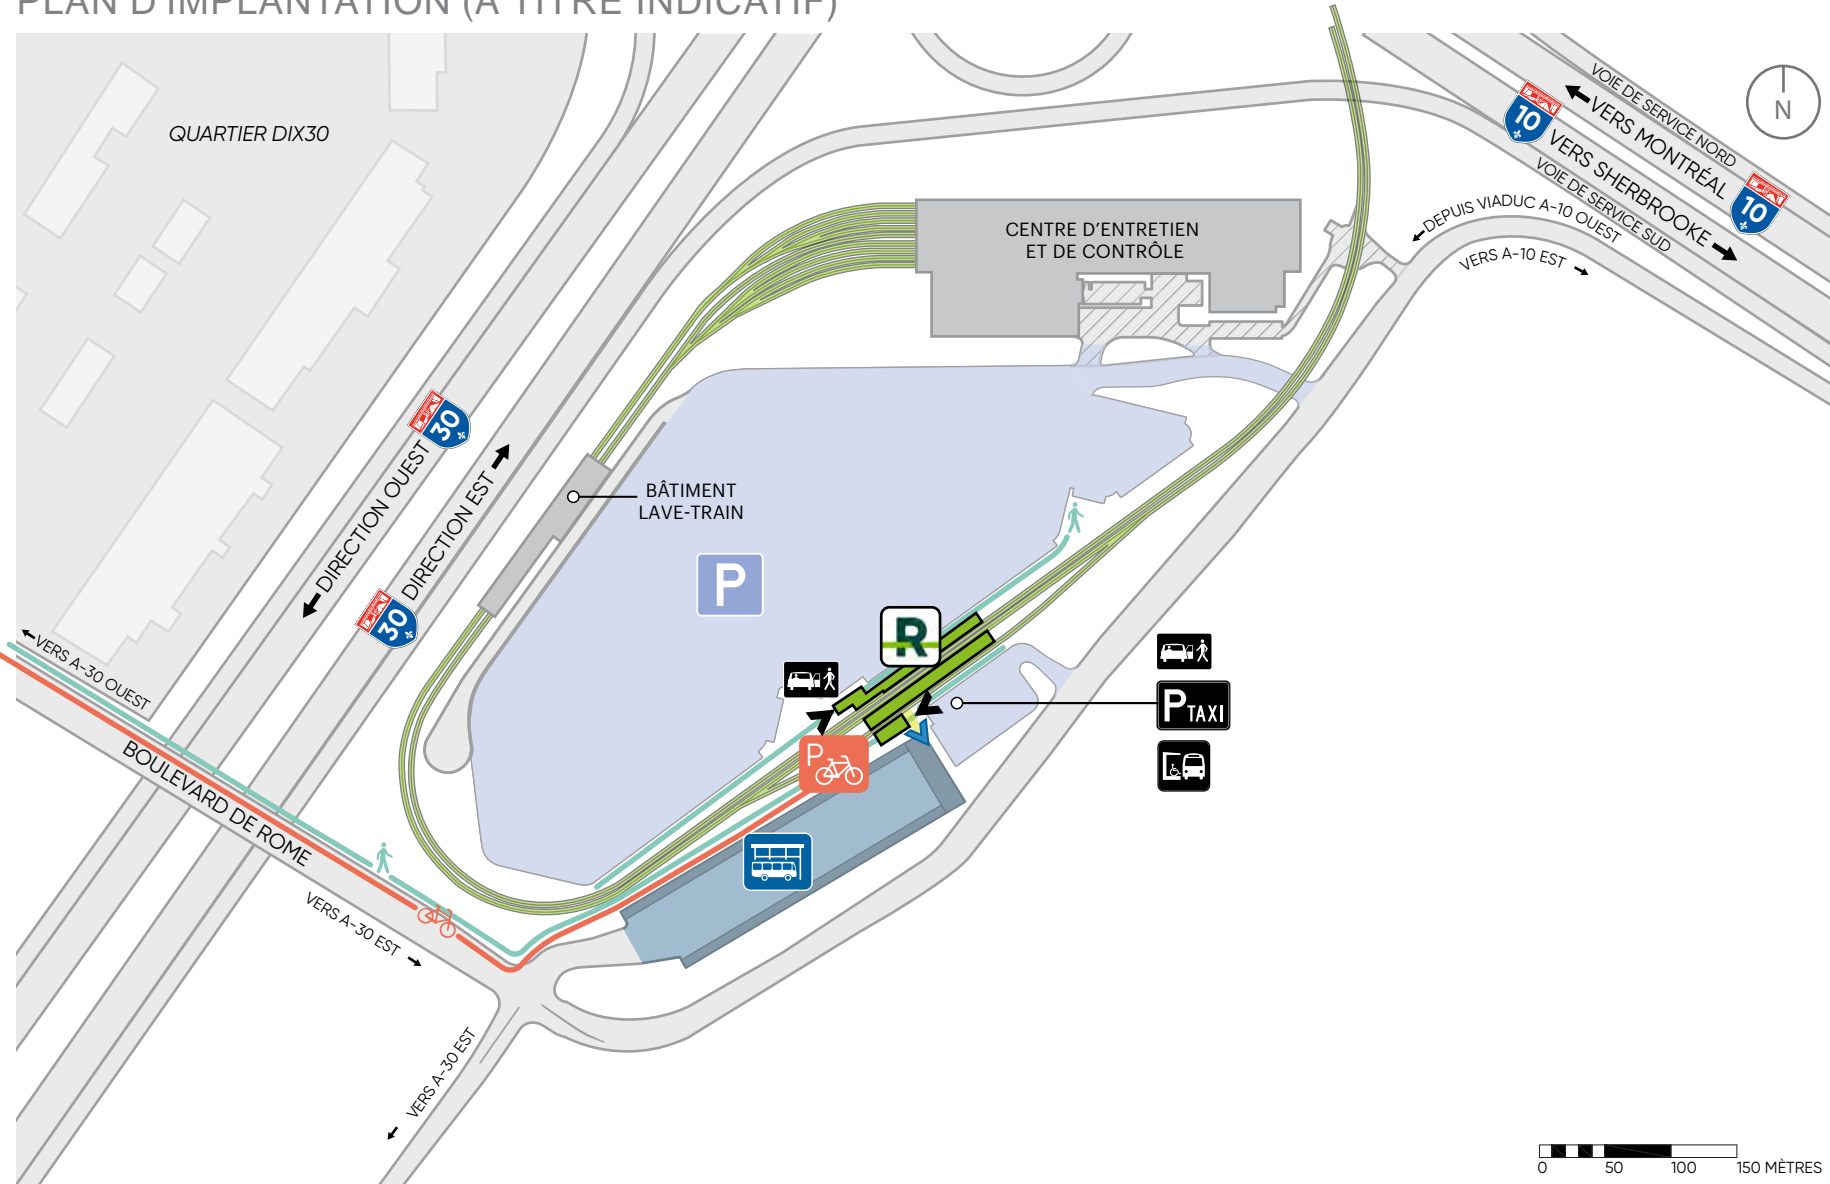 PLAN D'IMPLANTATION (À TITRE INDICATIF)
QUARTIER DIX30
VOIE DE SERVICE NORD
VERS MONTRÉAL
10
10
VERS SHERBROOKE
VOIE DE SERVICE SUD
N
DEPUIS VIADUC A-10 OUEST
VERS A-10 EST
CENTRE D'ENTRETIEN
ET DE CONTRÔLE
30
DIRECTION OUEST
DIRECTION EST
30
BÂTIMENT
LAVE-TRAIN
P
R
P TAXI
P
VERS A-30 OUEST
BOULEVARD DE ROME
VERS A-30 EST
VERS A-30 EST
0 50 100 150 MÈTRES